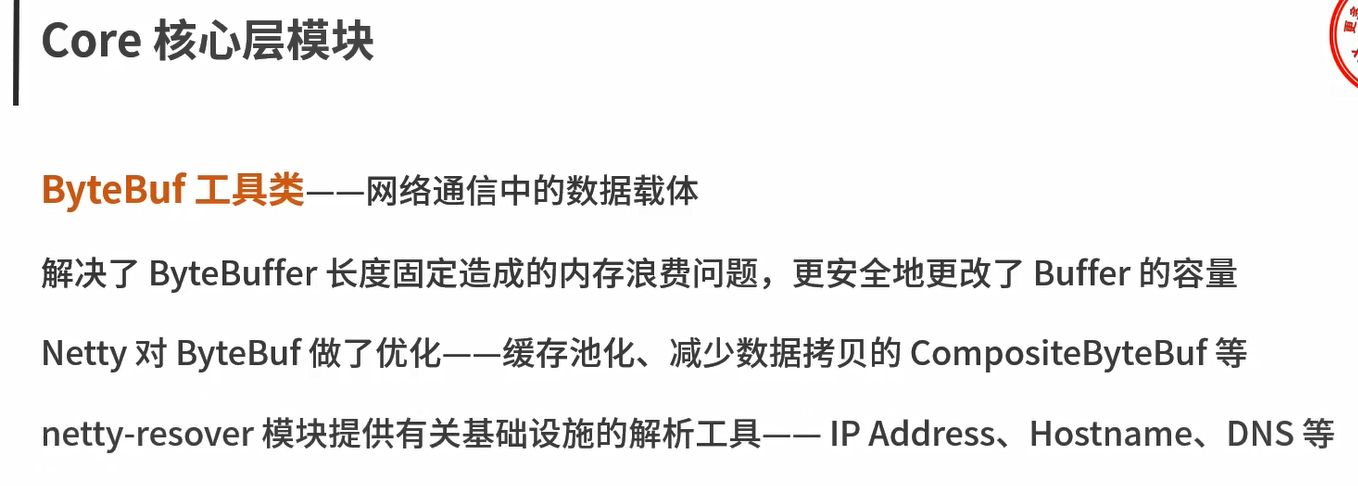 Core 核心层模块
更多
ByteBuf 工具类——网络通信中的数据载体
解决了 ByteBuffer 长度固定造成的内存浪费问题，更安全地更改了 Buffer 的容量
Netty 对 ByteBuf 做了优化——缓存池化、减少数据拷贝的 CompositeByteBuf 等
netty-resover 模块提供有关基础设施的解析工具—— IP Address、Hostname、DNS 等